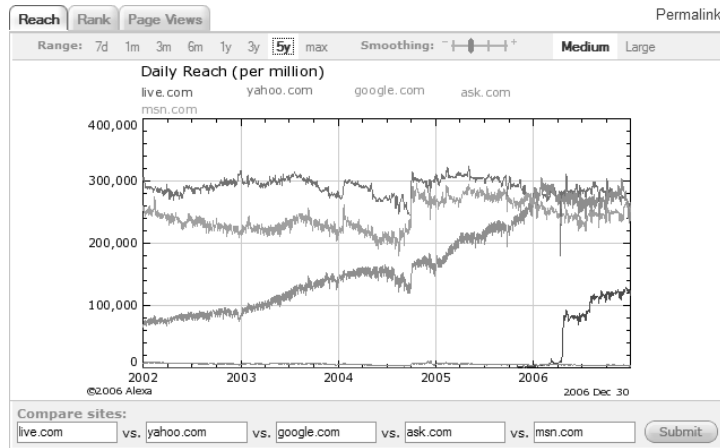 Reach Rank Page Views Permalink
Range: 7d 1m 3m 6m 1y 3y 5y max Smoothing: - + Medium Large
Daily Reach (per million)
live.com yahoo.com google.com ask.com
msn.com
400,000
300,000
200,000
100,000
0
2002 2003 2004 2005 2006
©2006 Alexa 2006 Dec 30
Compare sites:
live.com vs. yahoo.com vs. google.com vs. ask.com vs. msn.com Submit